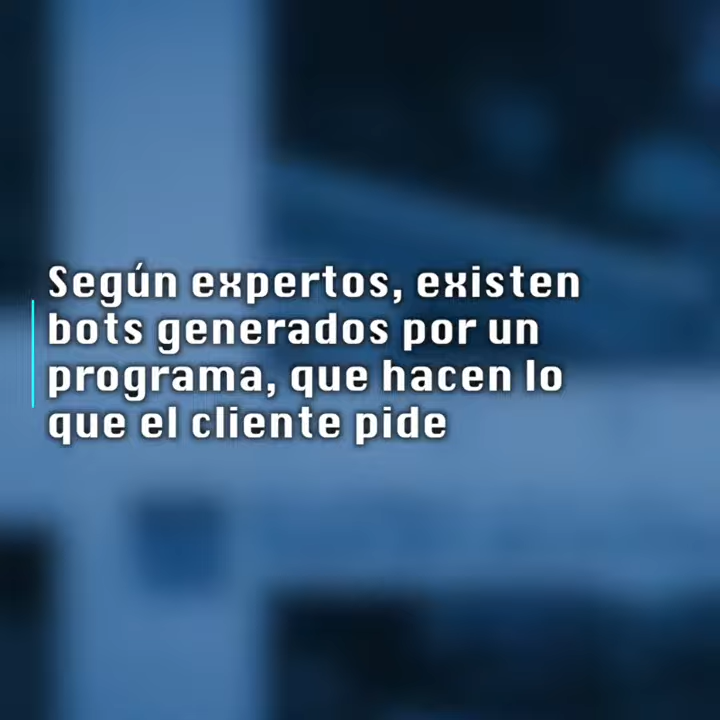 Según expertos, existen
bots generados por un
programa, que hacen lo
que el cliente pide